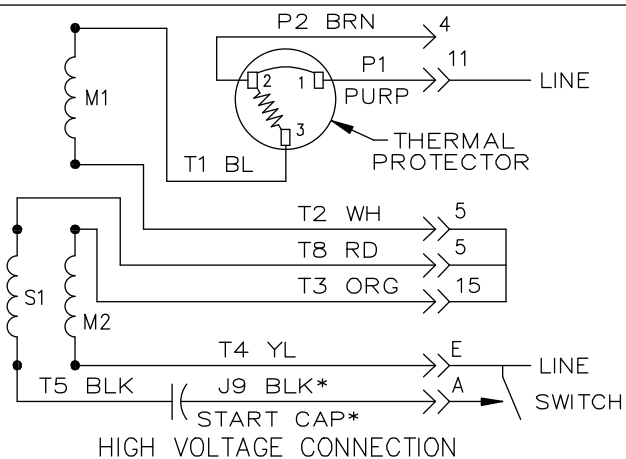 P2 BRN 4
P1 11
2 1 LINE
PURP
M1
3
THERMAL
PROTECTOR
T1 BL
T2 WH 5
T8 RD 5
T3 ORG 15
S1
M2
T4 YL E
LINE
T5 BLK J9 BLK* A
SWITCH
START CAP*
HIGH VOLTAGE CONNECTION